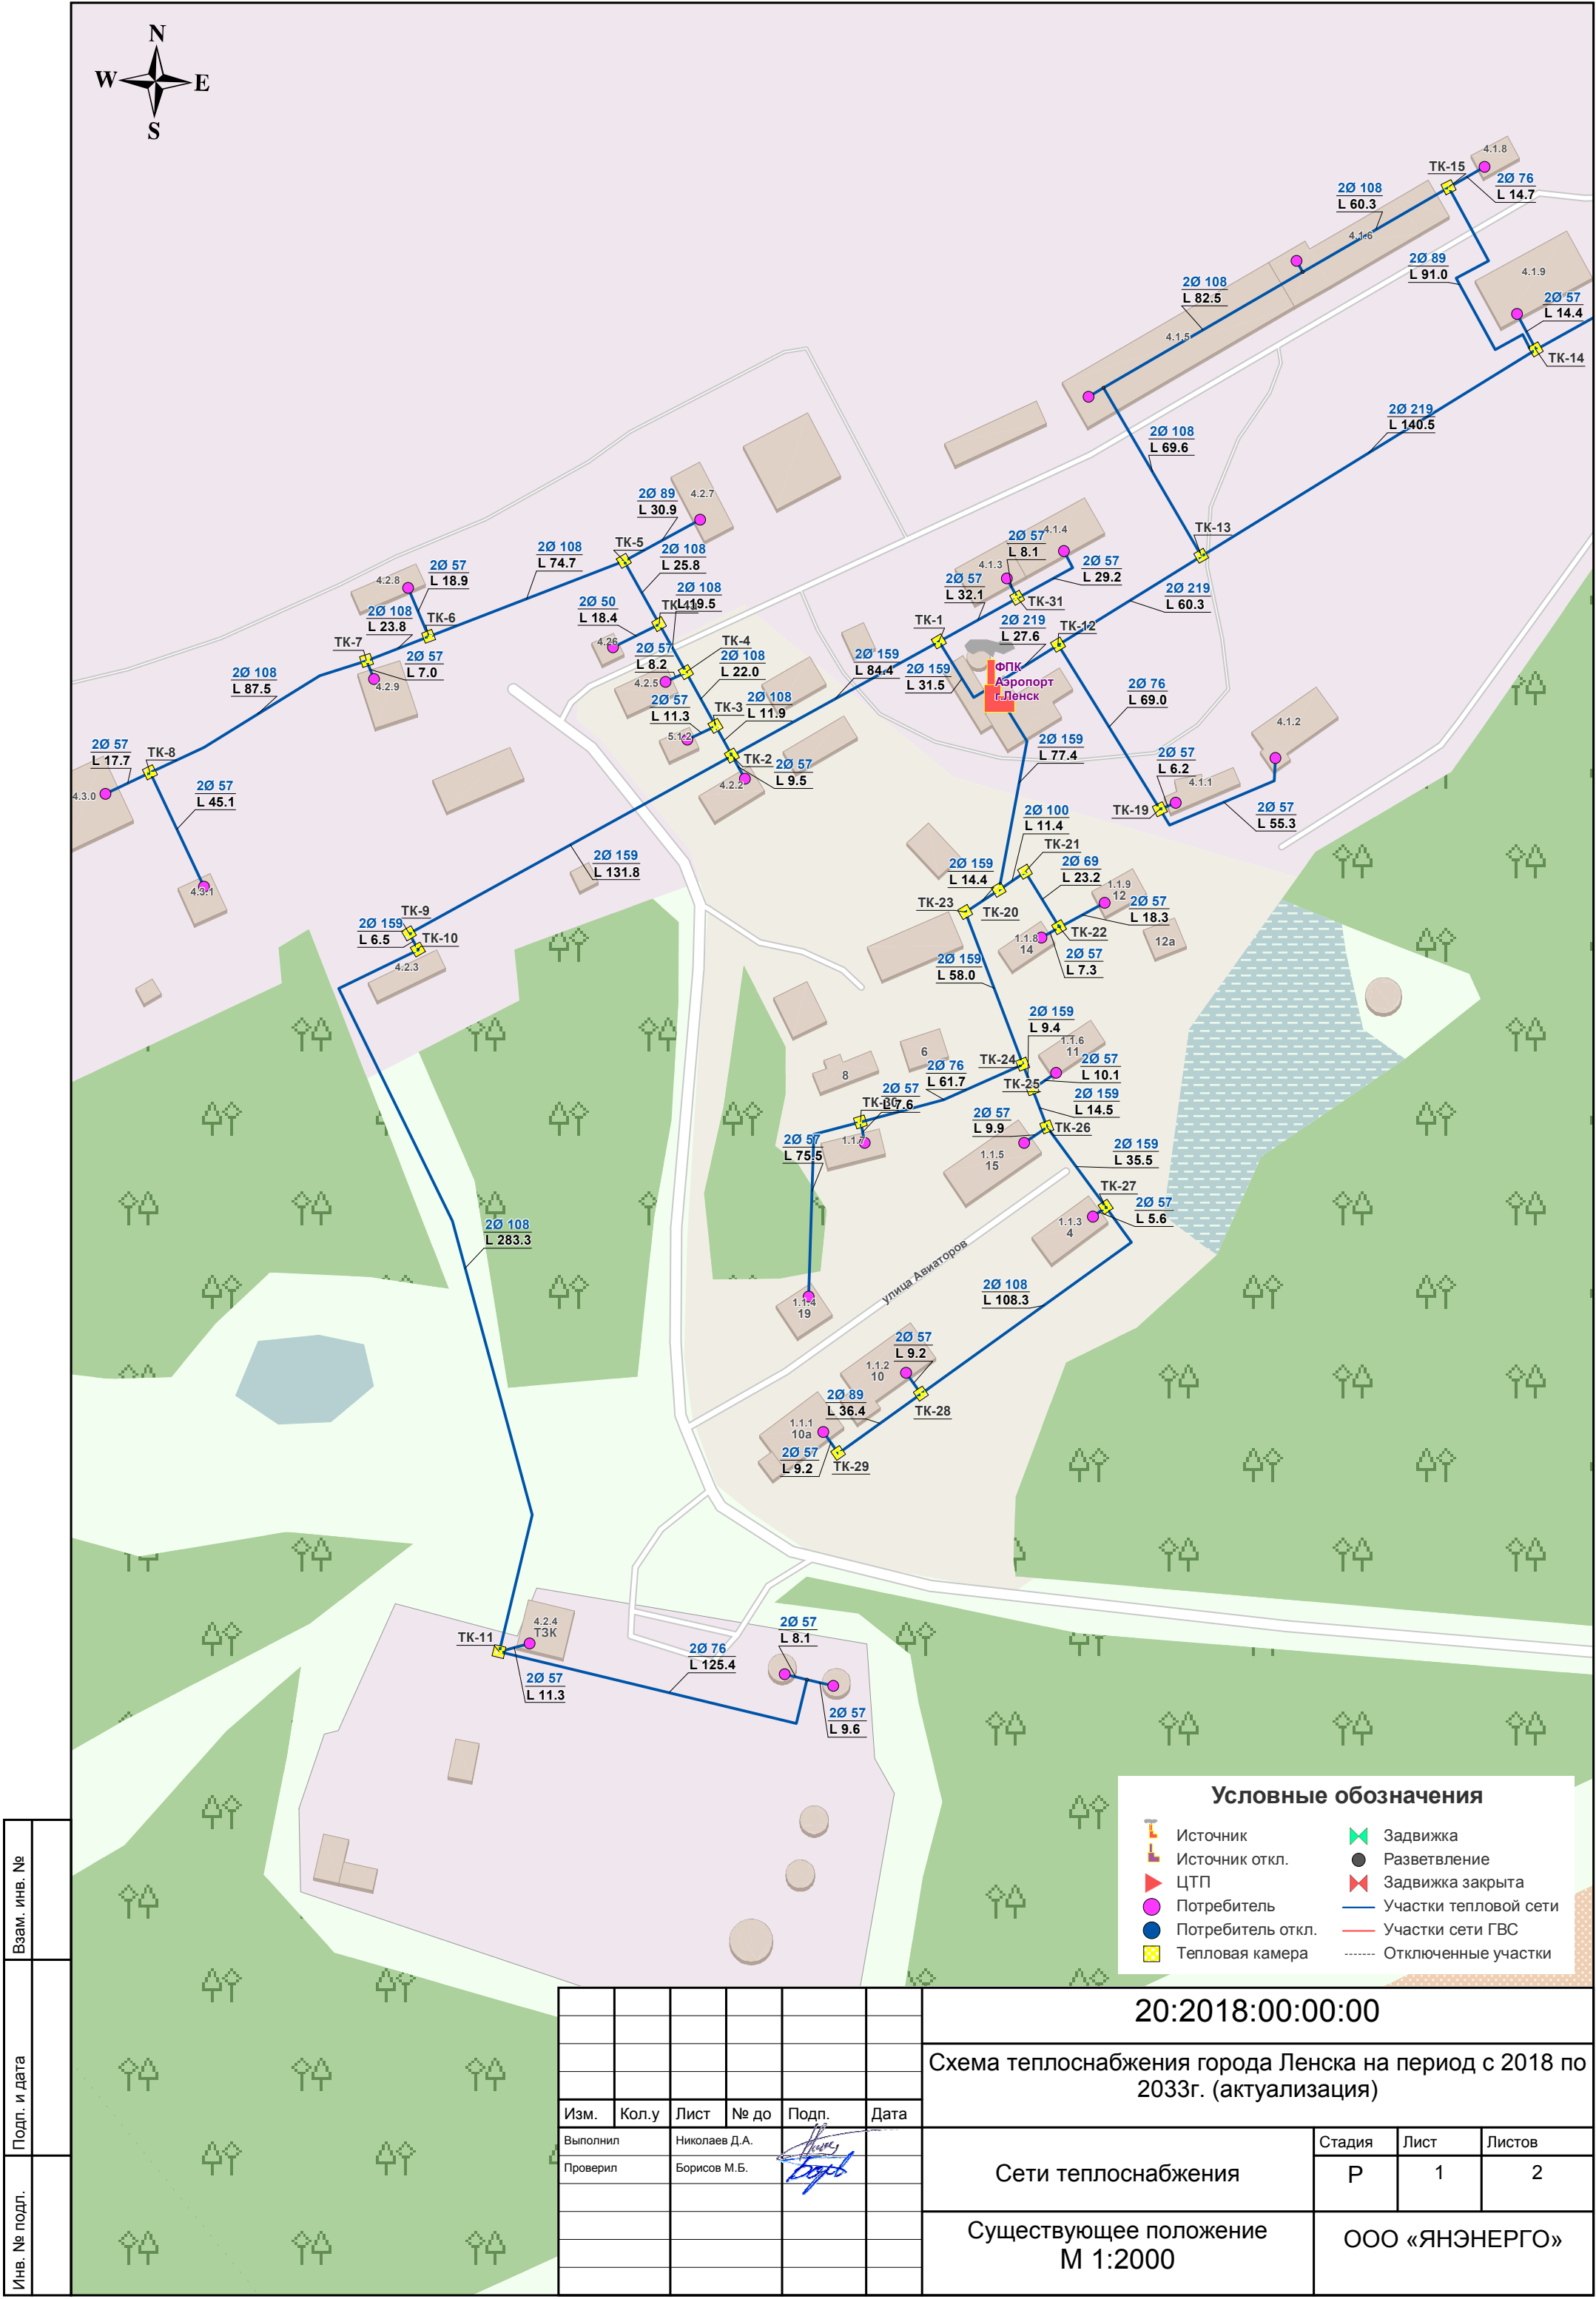 N
W
E
S
4.1.8
ТК-15
2Ø 76
L 14.7
2Ø 108
L 60.3
4.1.6
2Ø 89
L 91.0
4.1.9
2Ø 57
L 14.4
ТК-14
2Ø 108
L 82.5
4.1.5
2Ø 219
L 140.5
2Ø 108
L 69.6
ТК-13
2Ø 89
L 30.9
4.2.7
ТК-5
2Ø 108
L 74.7
2Ø 108
L 25.8
2Ø 57
L 8.1
4.1.4
4.1.3
2Ø 57
L 29.2
2Ø 57
L 32.1
ТК-31
4.2.8
2Ø 57
L 18.9
2Ø 108
L 23.8
ТК-6
ТК-7
2Ø 57
L 7.0
4.2.9
2Ø 108
L 87.5
2Ø 108
L 19.5
2Ø 50
L 18.4
4.26
ТК-4
2Ø 57
L 8.2
4.2.5
2Ø 108
L 22.0
ТК-1
2Ø 219
L 27.6
ТК-12
2Ø 219
L 60.3
2Ø 159
L 84.4
2Ø 159
L 31.5
ФПК
Аэропорт
г.Ленск
2Ø 76
L 69.0
2Ø 57
L 11.3
ТК-3
2Ø 108
L 11.9
5.1.2
ТК-2
2Ø 57
L 9.5
4.2.2
2Ø 159
L 77.4
4.1.2
2Ø 57
L 6.2
4.1.1
ТК-19
2Ø 57
L 55.3
2Ø 57
L 17.7
ТК-8
4.3.0
2Ø 57
L 45.1
4.3.1
2Ø 159
L 131.8
2Ø 100
L 11.4
ТК-21
2Ø 69
L 23.2
2Ø 159
L 14.4
ТК-23
ТК-20
1.1.9
12
2Ø 57
L 18.3
ТК-22
1.1.8
14
12а
2Ø 57
L 7.3
ТК-9
2Ø 159
L 6.5
ТК-10
4.2.3
2Ø 159
L 58.0
2Ø 159
L 9.4
1.1.6
11
ТК-24
2Ø 57
L 10.1
ТК-25
6
8
2Ø 76
L 61.7
2Ø 57
L 7.6
2Ø 159
L 14.5
2Ø 57
L 9.9
ТК-26
2Ø 57
L 75.5
1.1.5
15
2Ø 159
L 35.5
ТК-27
2Ø 57
L 5.6
1.1.3
4
2Ø 108
L 283.3
улица Авиаторов
2Ø 108
L 108.3
1.1.4
19
2Ø 57
L 9.2
1.1.2
10
2Ø 89
L 36.4
ТК-28
1.1.1
10а
2Ø 57
L 9.2
ТК-29
4.2.4
ТЗК
ТК-11
2Ø 57
L 11.3
2Ø 76
L 125.4
2Ø 57
L 8.1
2Ø 57
L 9.6
Условные обозначения
Источник
Источник откл.
ЦТП
Потребитель
Потребитель откл.
Тепловая камера
Задвижка
Разветвление
Задвижка закрыта
Участки тепловой сети
Участки сети ГВС
Отключенные участки
Взам. инв. №
Подп. и дата
Инв. № подл.
20:2018:00:00:00
Схема теплоснабжения города Ленска на период с 2018 по
2033г. (актуализация)
Изм. Кол.у Лист № до Подп. Дата
Выполнил Николаев Д.А.
Проверил Борисов М.Б.
Сети теплоснабжения
Стадия Лист Листов
Р 1 2
Существующее положение
М 1:2000
ООО «ЯНЭНЕРГО»